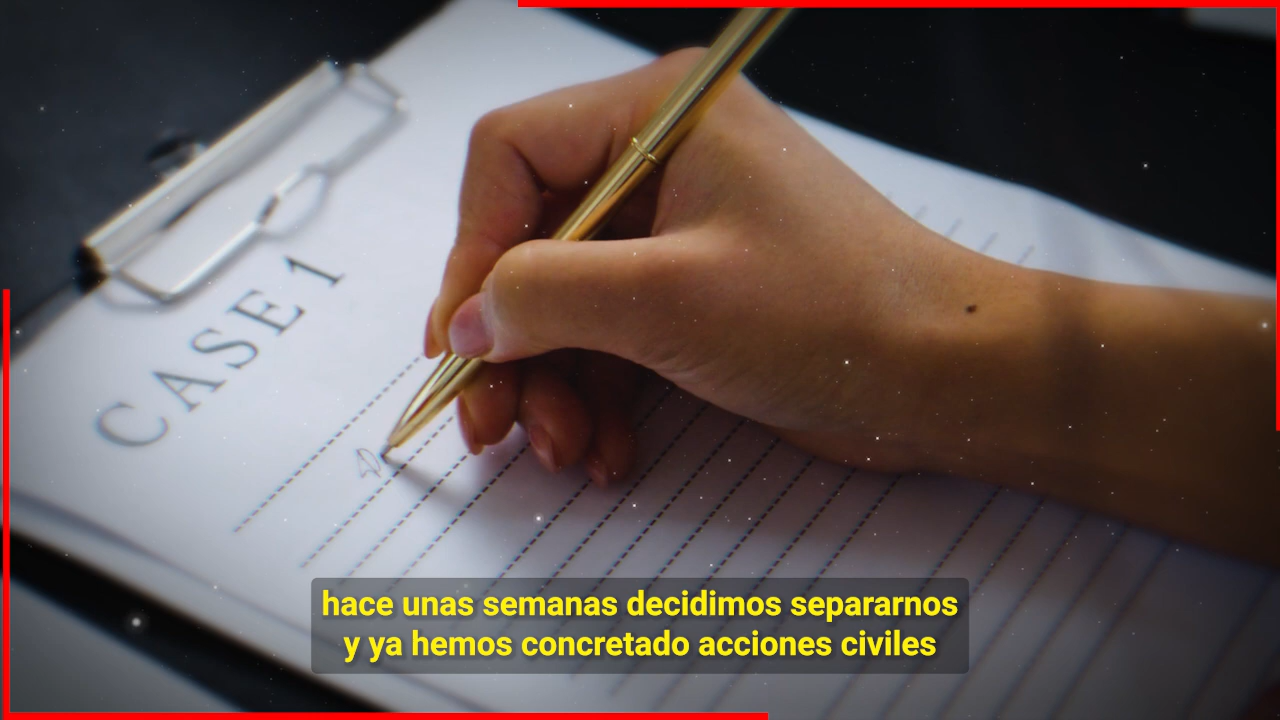 CASE 1
hace unas semanas decidimos separarnos
y ya hemos concretado acciones civiles